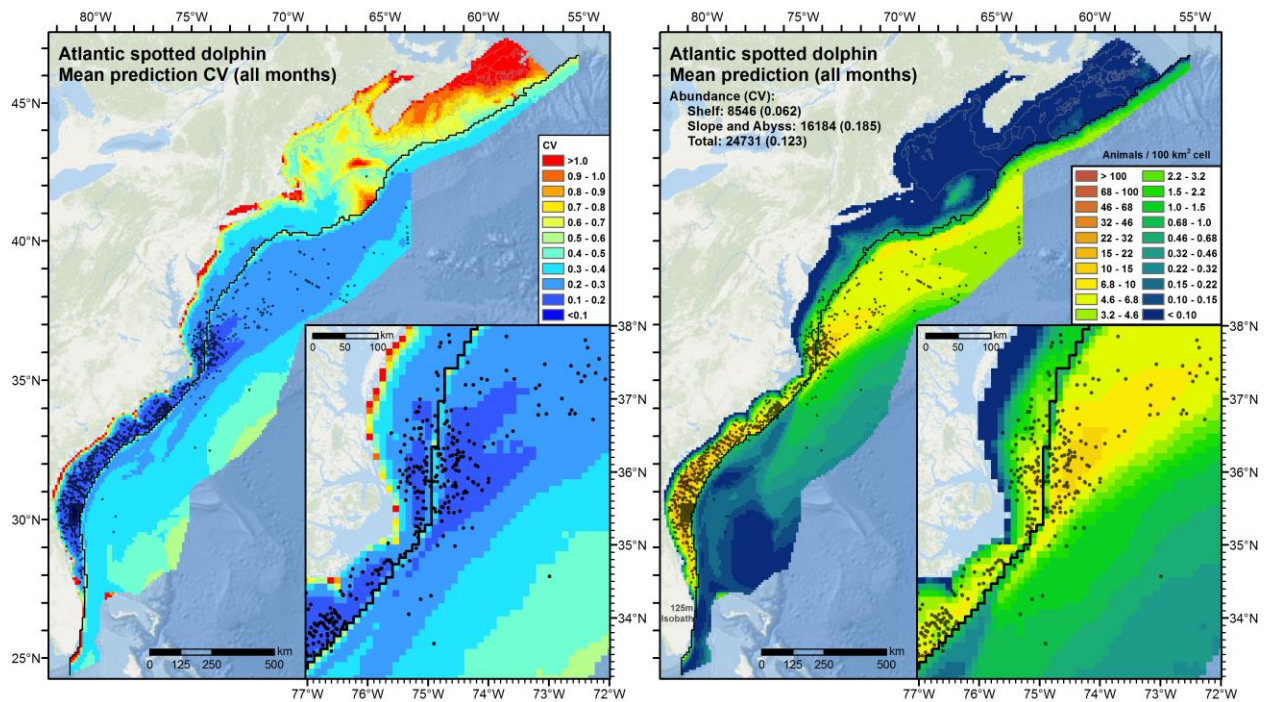 80°W 75°W 70°W 65°W 60°W 55°W
Atlantic spotted dolphin
Mean prediction CV (all months)
45°N
40°N
35°N
30°N
25°N
CV
>1.0
0.9 - 1.0
0.8 - 0.9
0.7 - 0.8
0.6 - 0.7
0.5 - 0.6
0.4 - 0.5
0.3 - 0.4
0.2 - 0.3
0.1 - 0.2
<0.1
km
0 50 100
38°N
37°N
36°N
35°N
34°N
km
0 125 250 500
80°W 77°W 76°W 75°W 74°W 73°W 72°W
80°W 75°W 70°W 65°W 60°W 55°W
Atlantic spotted dolphin
Mean prediction (all months)
Abundance (CV):
Shelf: 8546 (0.062)
Slope and Abyss: 16184 (0.185)
Total: 24731 (0.123)
45°N
40°N
35°N
30°N
25°N
Animals / 100 km² cell
> 100
68 - 100
46 - 68
32 - 46
22 - 32
15 - 22
10 - 15
6.8 - 10
4.6 - 6.8
3.2 - 4.6
2.2 - 3.2
1.5 - 2.2
1.0 - 1.5
0.68 - 1.0
0.46 - 0.68
0.32 - 0.46
0.22 - 0.32
0.15 - 0.22
0.10 - 0.15
< 0.10
km
0 50 100
38°N
37°N
36°N
35°N
34°N
125m
Isobath
km
0 125 250 500
80°W 77°W 76°W 75°W 74°W 73°W 72°W